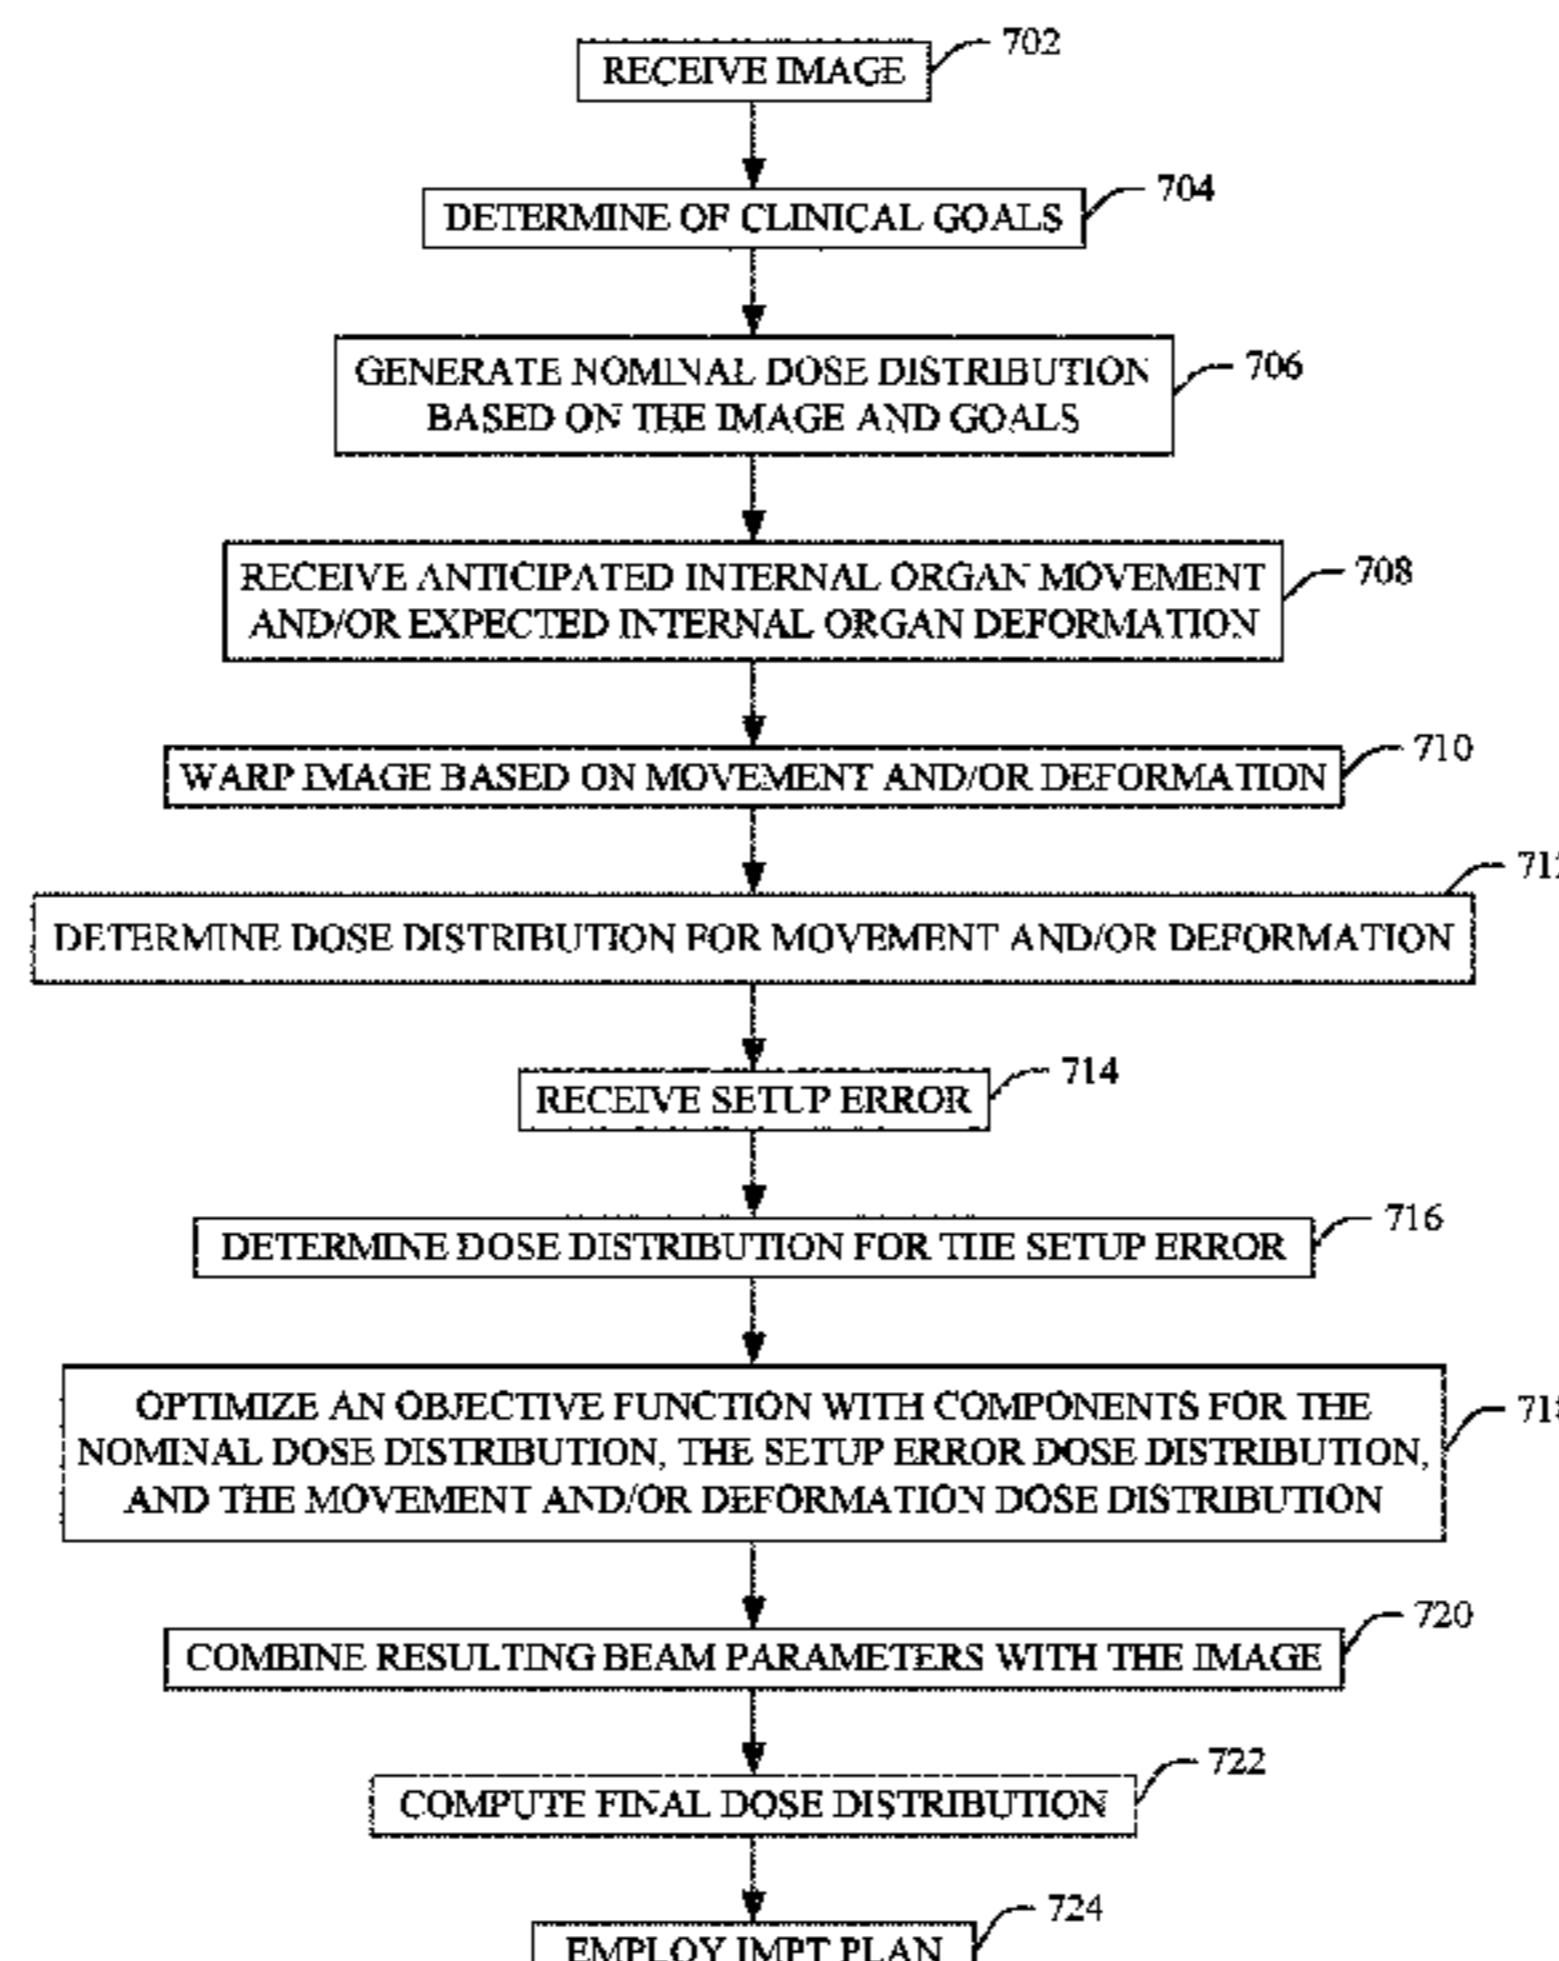 RECEIVE IMAGE
702
DETERMINE OF CLINICAL GOALS
704
GENERATE NOMINAL DOSE DISTRIBUTION
BASED ON THE IMAGE AND GOALS
706
RECEIVE ANTICIPATED INTERNAL ORGAN MOVEMENT
AND/OR EXPECTED INTERNAL ORGAN DEFORMATION
708
WARP IMAGE BASED ON MOVEMENT AND/OR DEFORMATION
710
DETERMINE DOSE DISTRIBUTION FOR MOVEMENT AND/OR DEFORMATION
712
RECEIVE SETUP ERROR
714
DETERMINE DOSE DISTRIBUTION FOR THE SETUP ERROR
716
OPTIMIZE AN OBJECTIVE FUNCTION WITH COMPONENTS FOR THE
NOMINAL DOSE DISTRIBUTION, THE SETUP ERROR DOSE DISTRIBUTION,
AND THE MOVEMENT AND/OR DEFORMATION DOSE DISTRIBUTION
718
COMBINE RESULTING BEAM PARAMETERS WITH THE IMAGE
720
COMPUTE FINAL DOSE DISTRIBUTION
722
EMPLOY IMPT PLAN
724